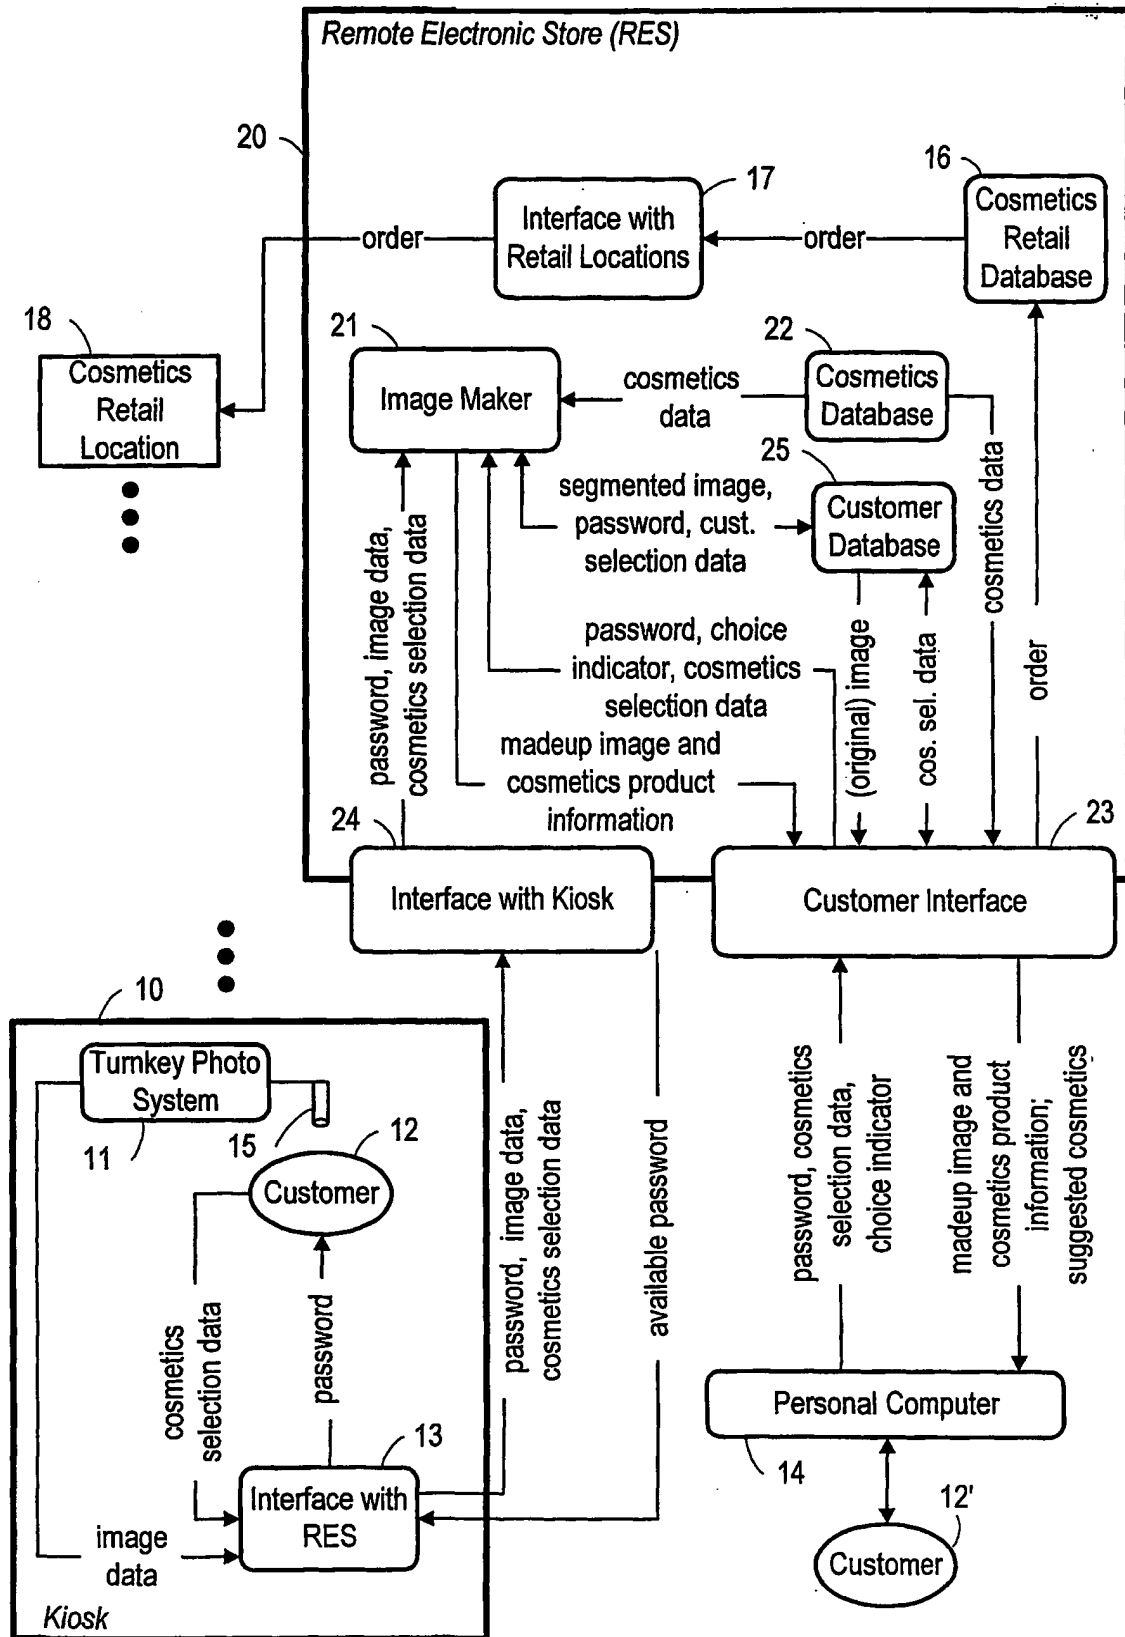 Remote Electronic Store (RES)
20
17
16
Interface with
Retail Locations
Cosmetics
Retail
Database
order
order
18
Cosmetics
Retail
Location
21
Image Maker
22
cosmetics
data
Cosmetics
Database
25
segmented image,
password, cust.
selection data
Customer
Database
cosmetics data
password, image data,
cosmetics selection data
password, choice
indicator, cosmetics
selection data
(original) image
cos. sel. data
order
madeup image and
cosmetics product
information
24
23
Interface with Kiosk
Customer Interface
10
Turnkey Photo
System
11
15
12
Customer
cosmetics
selection data
password
password, image data,
cosmetics selection data
available password
password, cosmetics
selection data,
choice indicator
madeup image and
cosmetics product
information;
suggested cosmetics
13
Interface with
RES
image
data
Kiosk
Personal Computer
14
12'
Customer